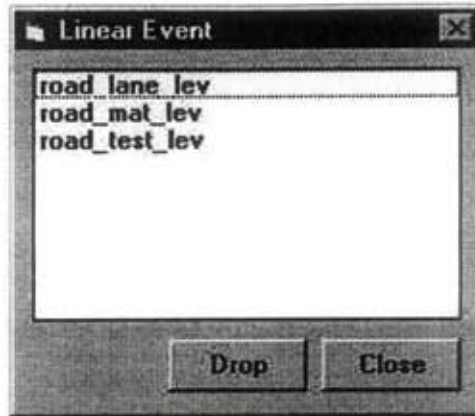 Linear Event
road_lane_lev
road_mat_lev
road_test_lev
Drop Close